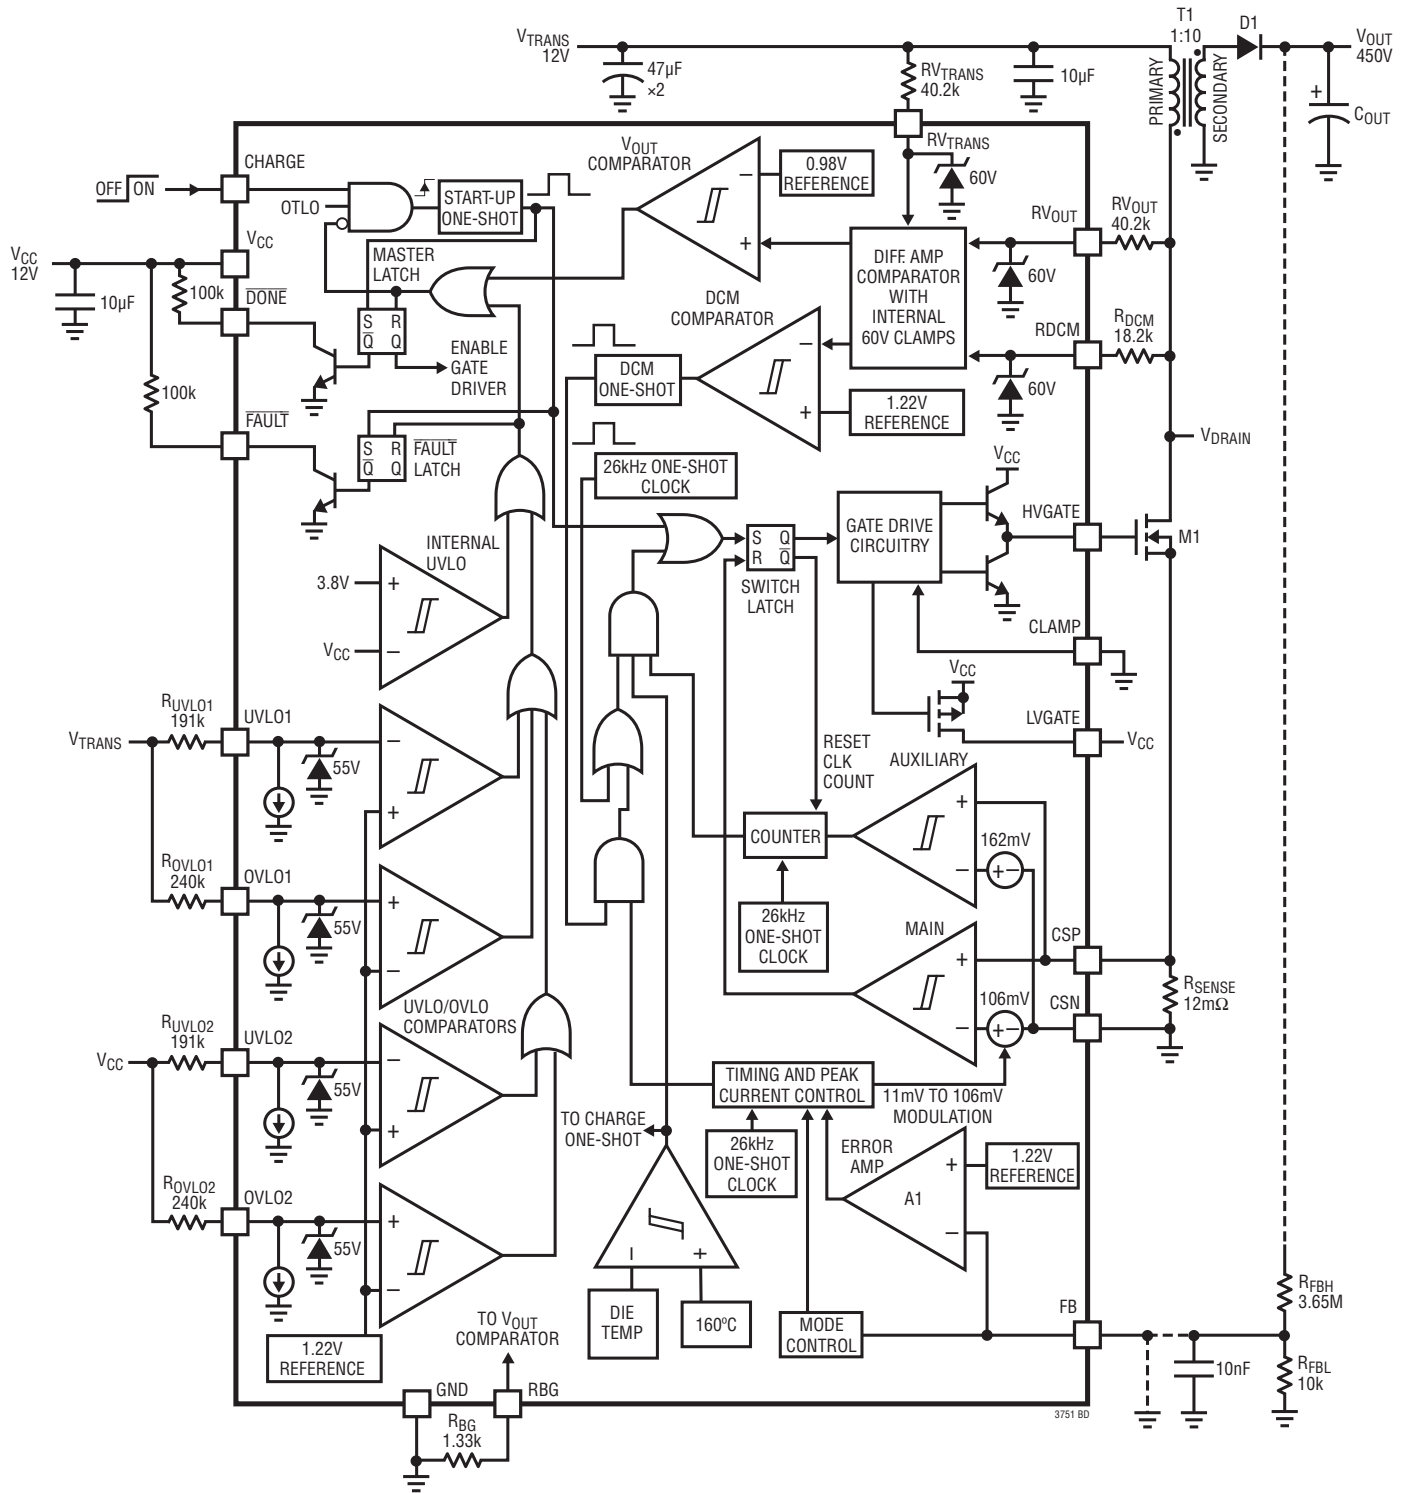 VTRANS
12V
47µF
×2
RVTRANS
40.2k
10µF
T1
1:10
PRIMARY
SECONDARY
D1
VOUT
450V
+
COUT
OFF ON
CHARGE
OTLO
START-UP
ONE-SHOT
VOUT
COMPARATOR
−
+
0.98V
REFERENCE
RVTRANS
60V
RVOUT
RVOUT
40.2k
60V
DIFF. AMP
COMPARATOR
WITH
INTERNAL
60V CLAMPS
RDCM
RDCM
18.2k
60V
VCC
12V
10µF
VCC
100k
DONE
MASTER
LATCH
S R
Q Q
ENABLE
GATE
DRIVER
100k
FAULT
S R
Q Q
FAULT
LATCH
DCM
COMPARATOR
−
+
DCM
ONE-SHOT
1.22V
REFERENCE
26kHz ONE-SHOT
CLOCK
VDRAIN
VCC
HVGATE
M1
GATE DRIVE
CIRCUITRY
S Q
R Q
SWITCH
LATCH
CLAMP
VCC
LVGATE
VCC
INTERNAL
UVLO
3.8V
+
VCC
−
RUVLO1
191k
VTRANS
UVLO1
55V
−
+
ROVLO1
240k
OVLO1
55V
+
−
UVLO/OVLO
COMPARATORS
RUVLO2
191k
VCC
UVLO2
55V
−
+
ROVLO2
240k
OVLO2
55V
+
−
1.22V
REFERENCE
RESET
CLK
COUNT
AUXILIARY
+
−
162mV
+−
COUNTER
26kHz
ONE-SHOT
CLOCK
MAIN
+
−
106mV
+−
CSP
CSN
RSENSE
12mΩ
TIMING AND PEAK
CURRENT CONTROL
11mV TO 106mV
MODULATION
26kHz
ONE-SHOT
CLOCK
ERROR
AMP
A1
+
−
1.22V
REFERENCE
TO CHARGE
ONE-SHOT
− +
DIE
TEMP
160ºC
MODE
CONTROL
FB
RFBH
3.65M
RFBL
10k
10nF
TO VOUT
COMPARATOR
GND
RBG
RBG
1.33k
3751 BD